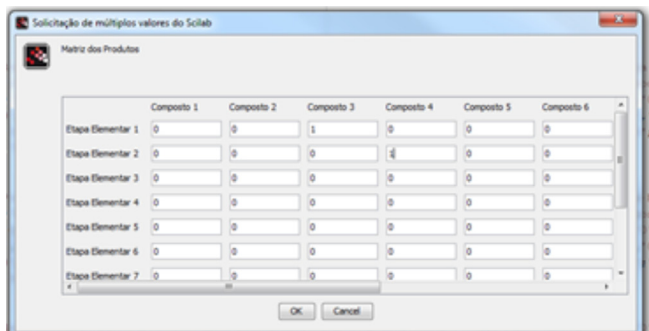 Solicitação de múltiplos valores do Scilab
Matriz dos Produtos
Composto 1 Composto 2 Composto 3 Composto 4 Composto 5 Composto 6
Etapa Elementar 1 0 0 1 0 0 0
Etapa Elementar 2 0 0 0 1 0 0
Etapa Elementar 3 0 0 0 0 0 0
Etapa Elementar 4 0 0 0 0 0 0
Etapa Elementar 5 0 0 0 0 0 0
Etapa Elementar 6 0 0 0 0 0 0
Etapa Elementar 7 0 0 0 0 0 0
OK Cancel